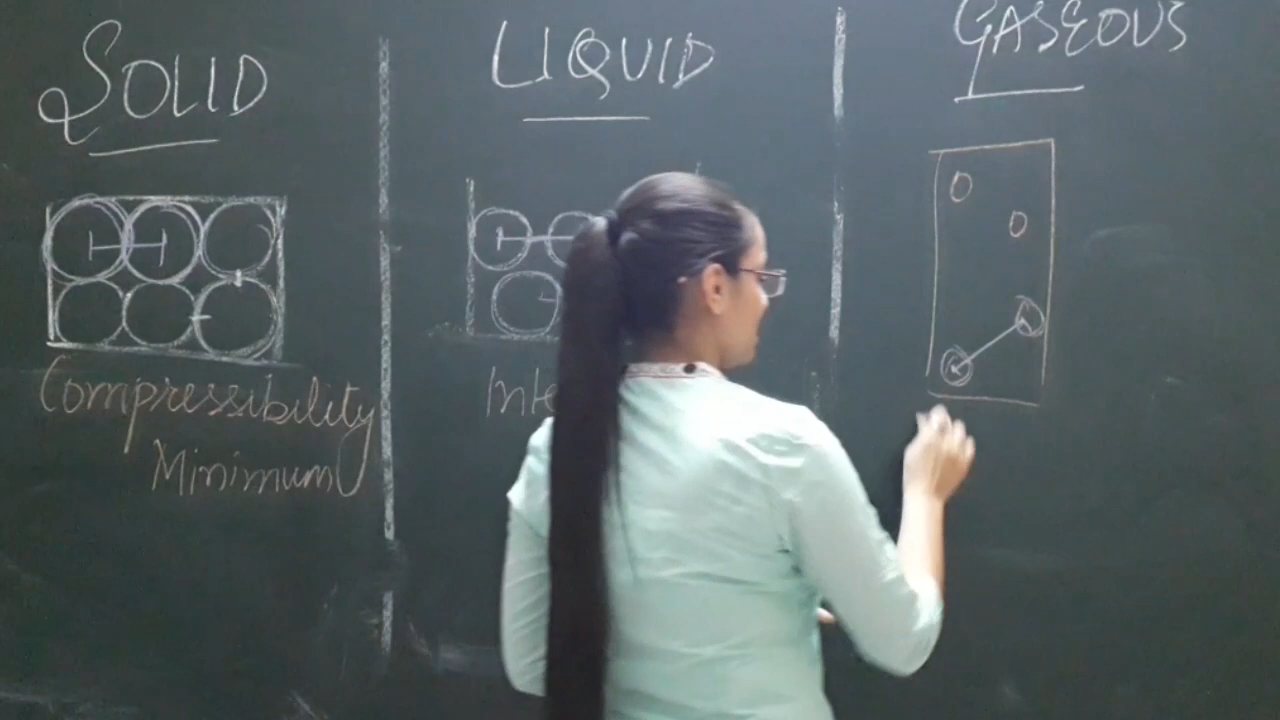 SOLID
LIQUID
GASEOUS
Compressibility
Minimum
Inte